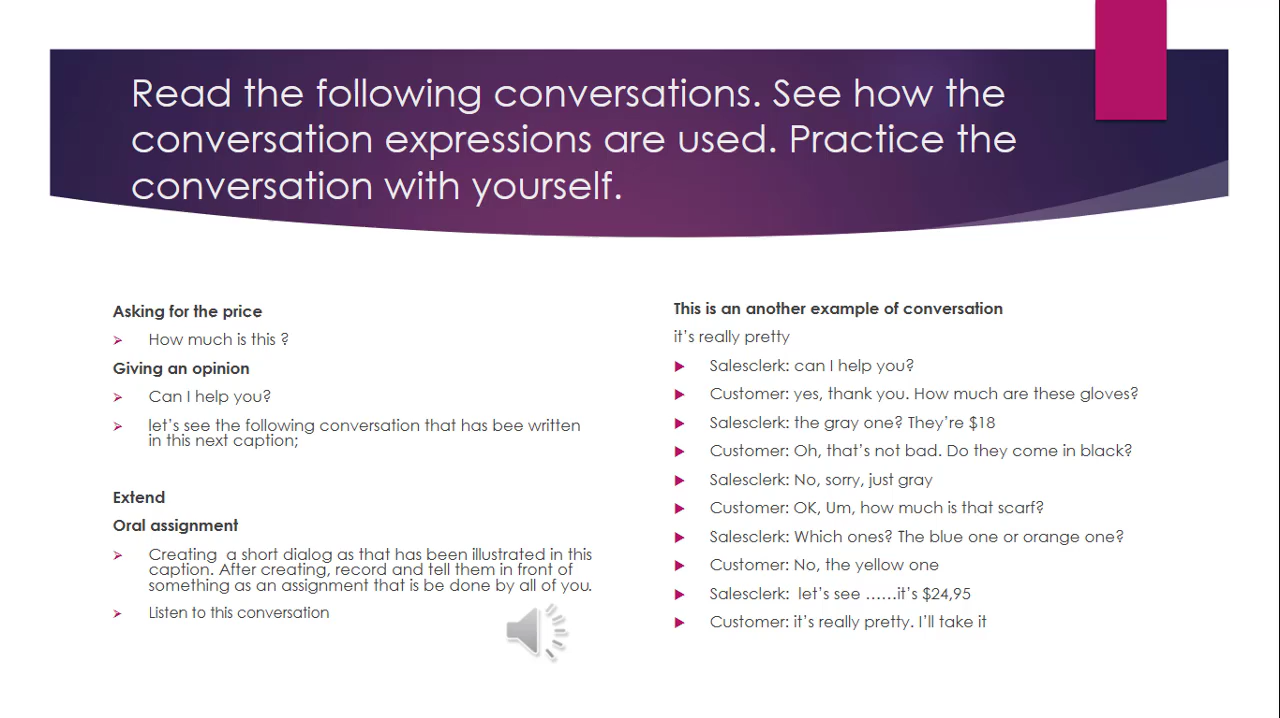 Read the following conversations. See how the
conversation expressions are used. Practice the
conversation with yourself.
Asking for the price
How much is this ?
Giving an opinion
Can I help you?
let's see the following conversation that has bee written
in this next caption;
Extend
Oral assignment
Creating a short dialog as that has been illustrated in this
caption. After creating, record and tell them in front of
something as an assignment that is be done by all of you.
Listen to this conversation
This is an another example of conversation
it's really pretty
Salesclerk: can I help you?
Customer: yes, thank you. How much are these gloves?
Salesclerk: the gray one? They're $18
Customer: Oh, that's not bad. Do they come in black?
Salesclerk: No, sorry, just gray
Customer: OK, Um, how much is that scarf?
Salesclerk: Which ones? The blue one or orange one?
Customer: No, the yellow one
Salesclerk: let's see ......it's $24,95
Customer: it's really pretty. I'll take it